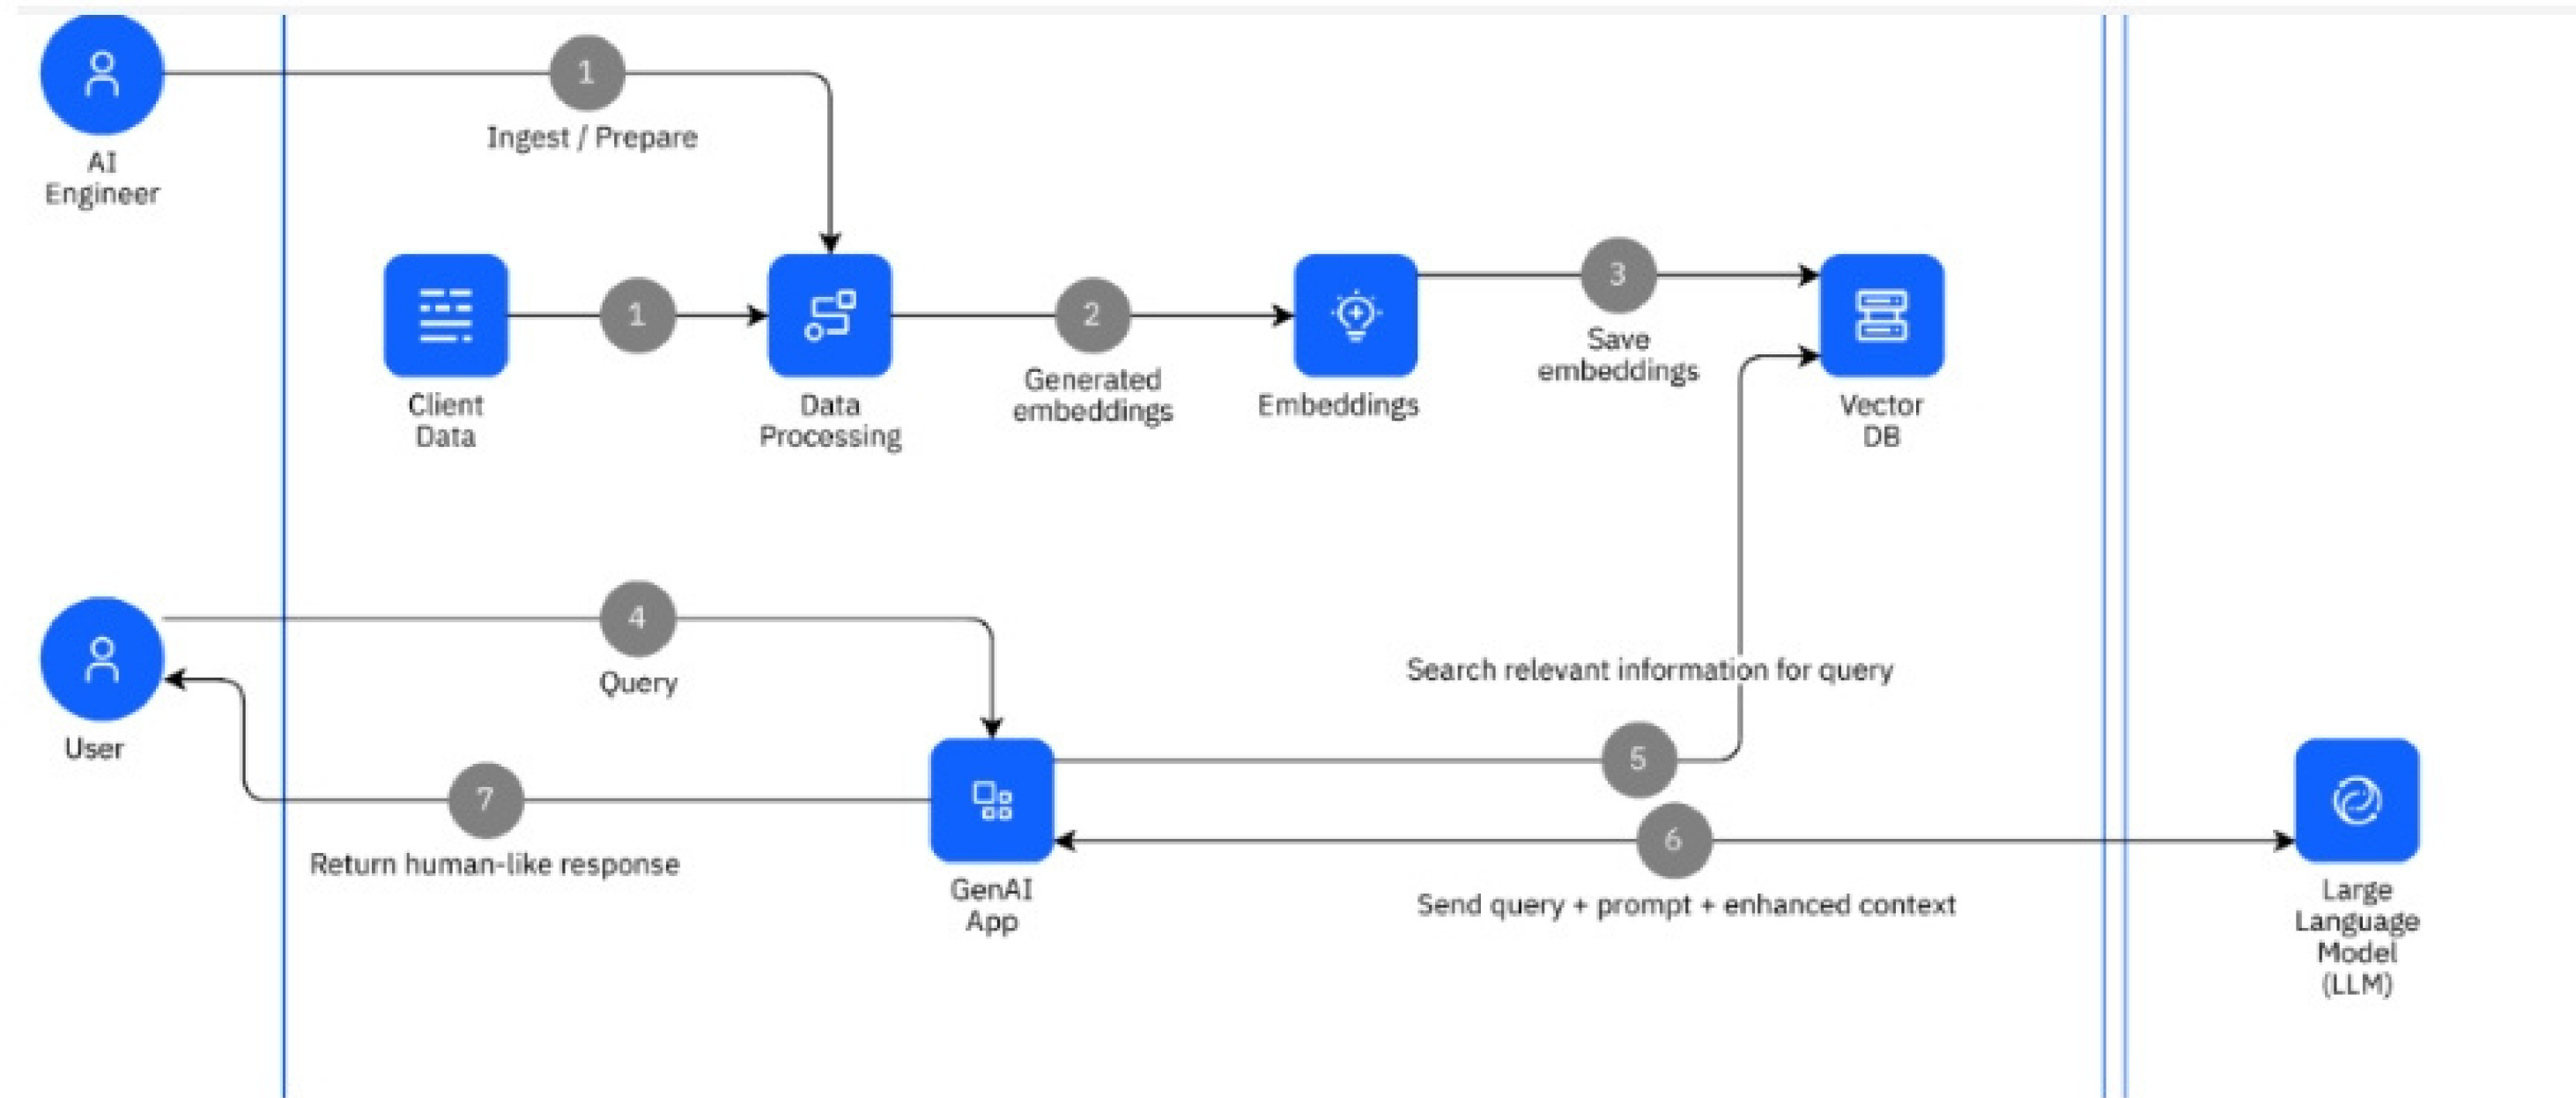 1
Ingest / Prepare
AI
Engineer
1
2
3
Client
Data
Data
Processing
Generated
embeddings
Embeddings
Save
embeddings
Vector
DB
4
Query
User
Search relevant information for query
5
7
Return human-like response
6
Send query + prompt + enhanced context
GenAI
App
Large
Language
Model
(LLM)